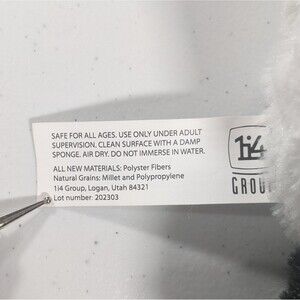 SAFE FOR ALL AGES. USE ONLY UNDER ADULT
SUPERVISION. CLEAN SURFACE WITH A DAMP
SPONGE. AIR DRY. DO NOT IMMERSE IN WATER.
ALL NEW MATERIALS: Polyster Fibers
Natural Grains: Millet and Polypropylene
1i4 Group, Logan, Utah 84321
Lot number: 202303
1i4
GROUP